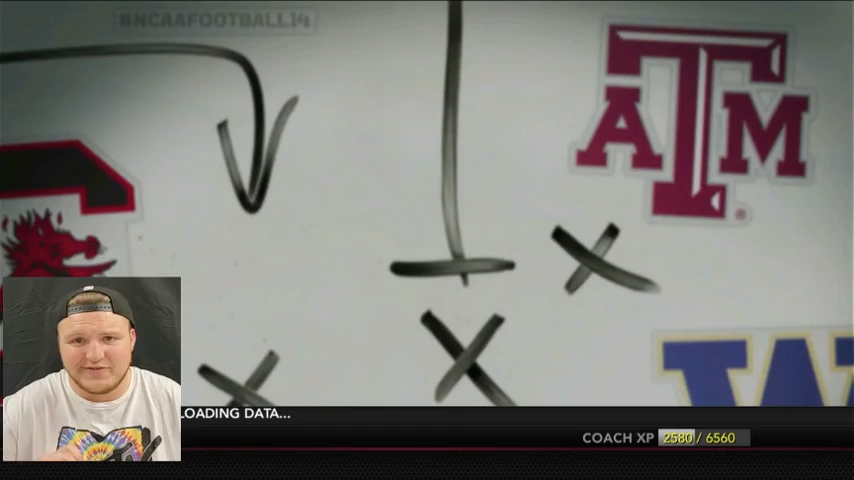 #NCAAFOOTBALL14
ATM
W
LOADING DATA...
COACH XP 2580 / 6560